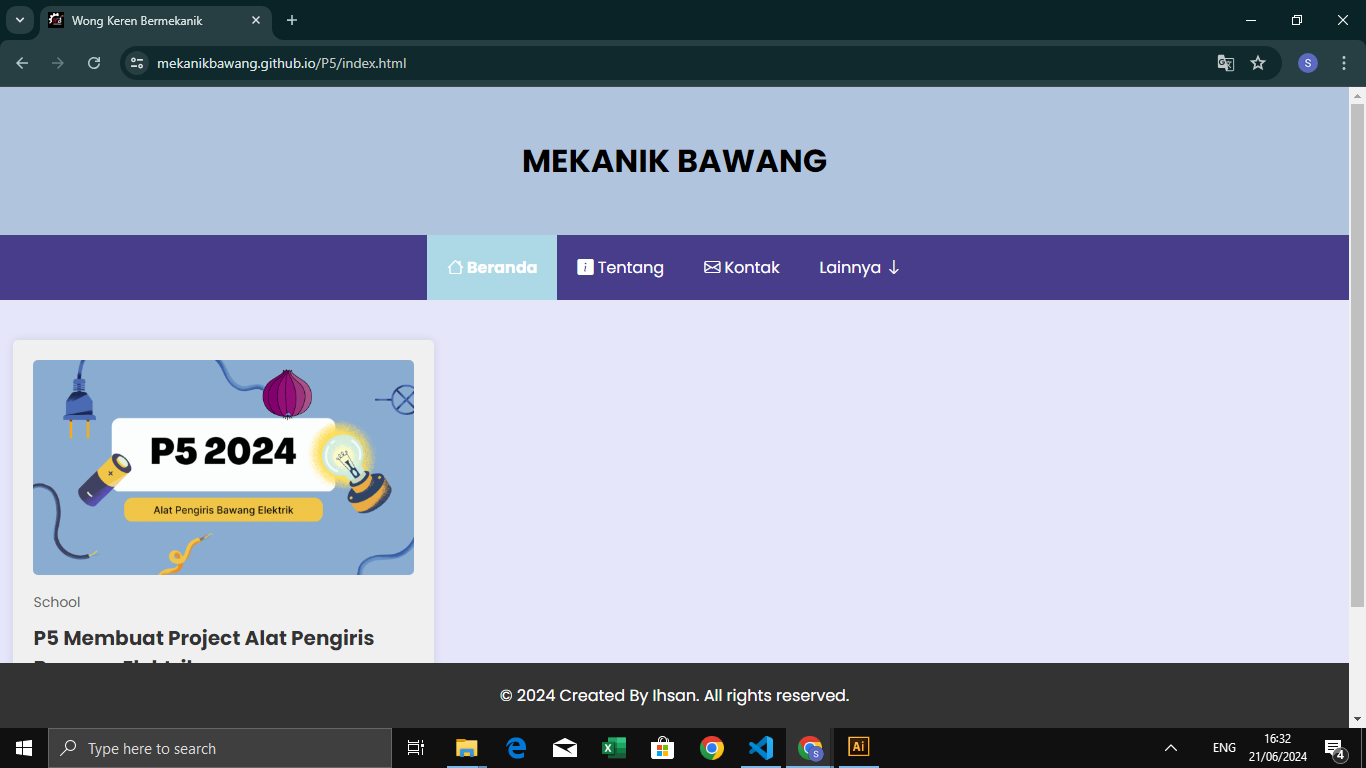 Wong Keren Bermekanik
mekanikbawang.github.io/P5/index.html
S
MEKANIK BAWANG
Beranda
i Tentang
Kontak
Lainnya ↓
P5 2024
Alat Pengiris Bawang Elektrik
School
P5 Membuat Project Alat Pengiris
Bawang Elektrik
© 2024 Created By Ihsan. All rights reserved.
Type here to search
S
Ai
ENG
16:32
21/06/2024
4